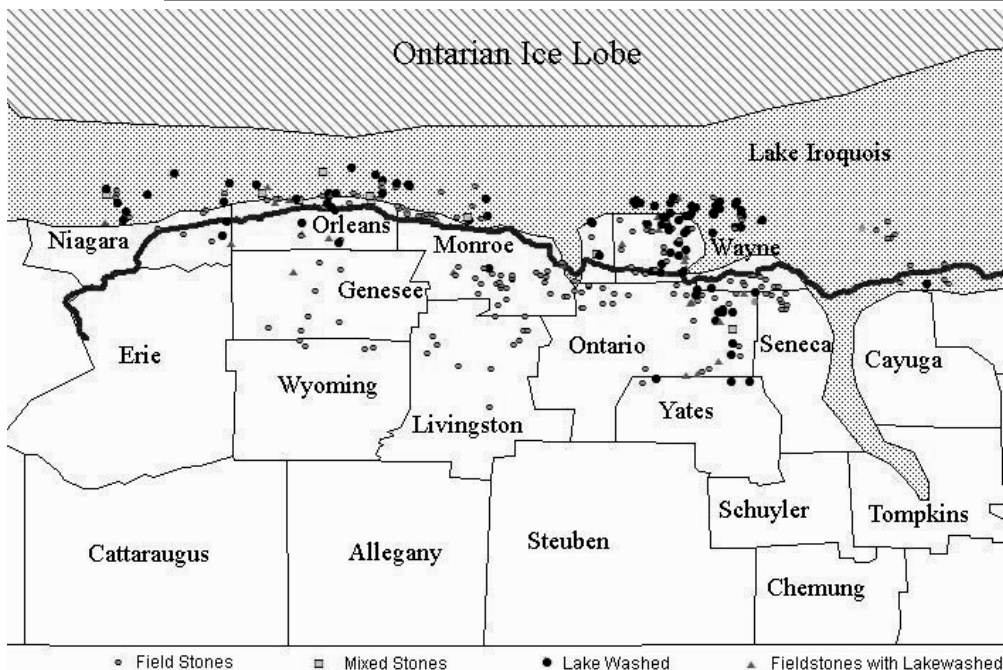 Ontarian Ice Lobe
Lake Iroquois
Niagara
Orleans
Monroe
Wayne
Genesee
Erie
Ontario
Seneca
Cayuga
Wyoming
Livingston
Yates
Schuyler
Tompkins
Cattaraugus
Allegany
Steuben
Chemung
Field Stones Mixed Stones Lake Washed Fieldstones with Lakewashed